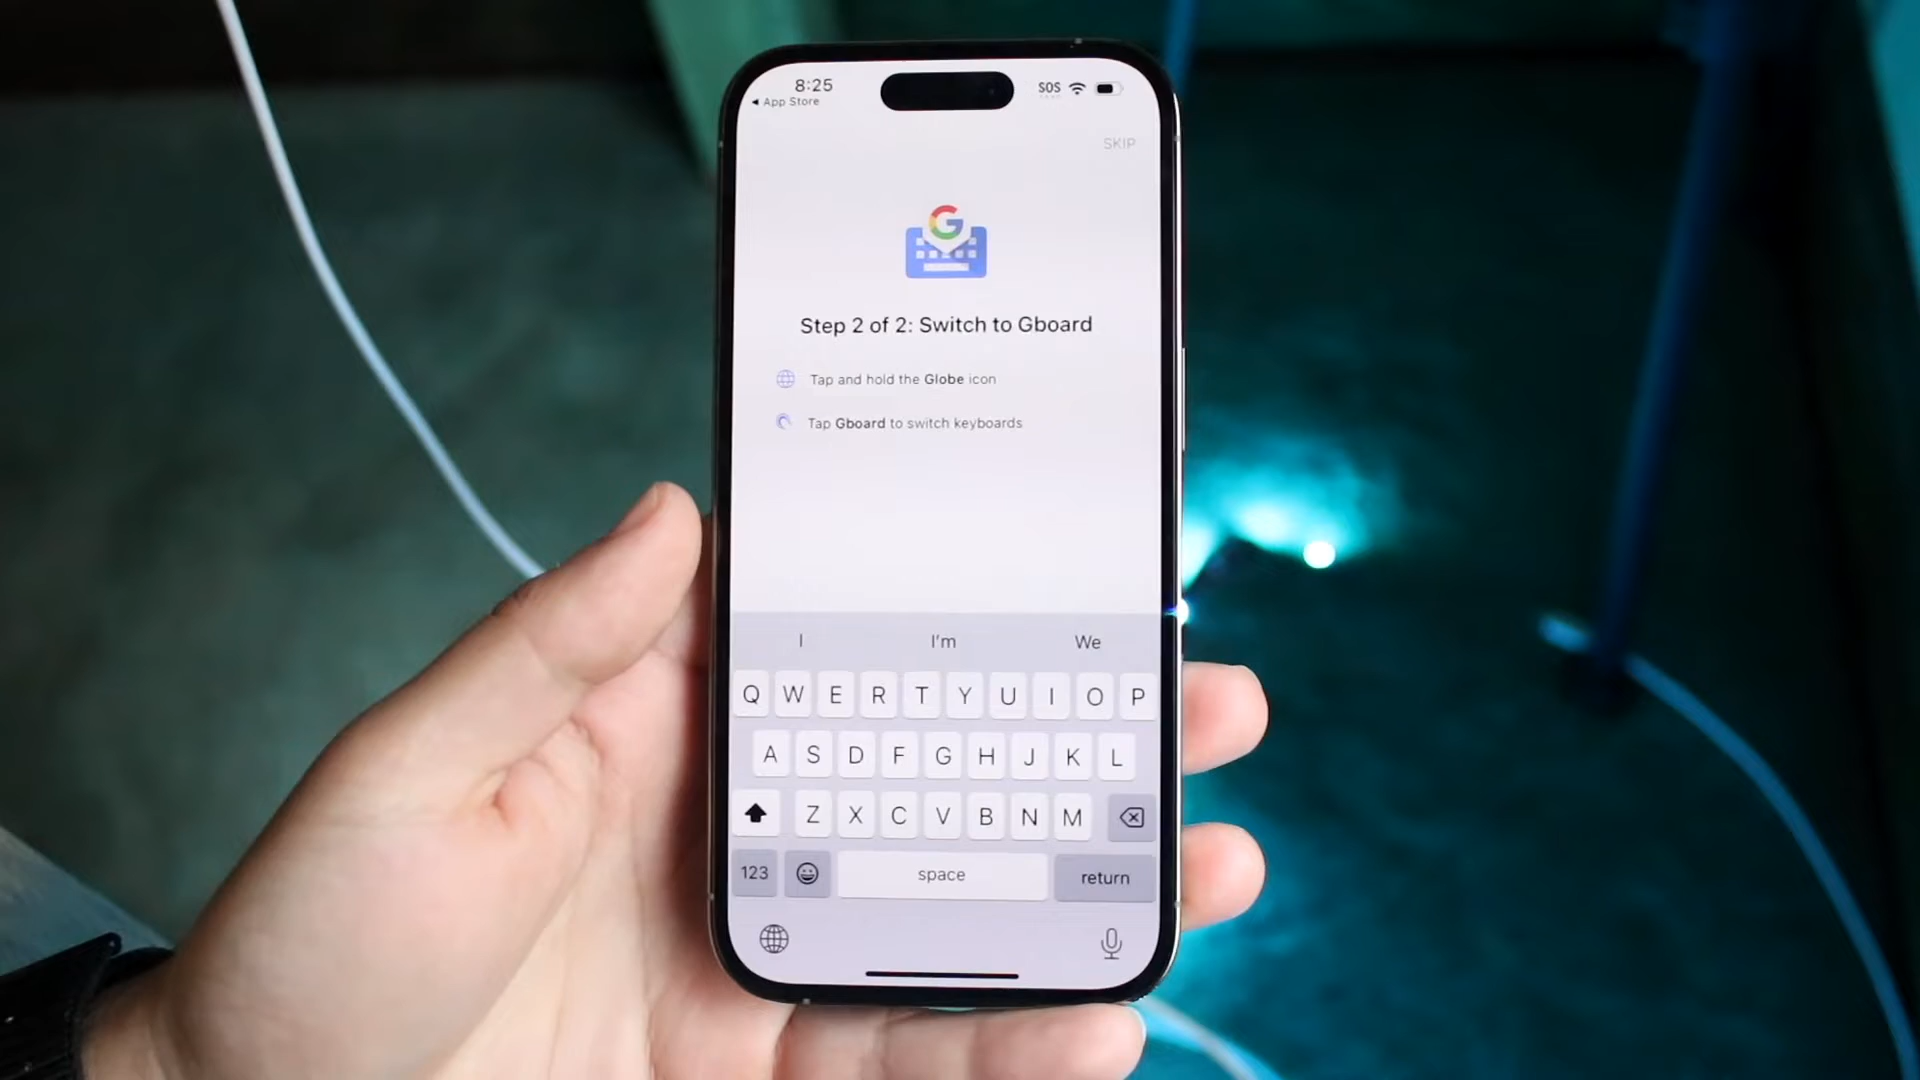 8:25
SOS
◄ App Store
SKIP
G
Step 2 of 2: Switch to Gboard
Tap and hold the Globe icon
Tap Gboard to switch keyboards
I I'm We
Q W E R T Y U I O P
A S D F G H J K L
Z X C V B N M
123 space return